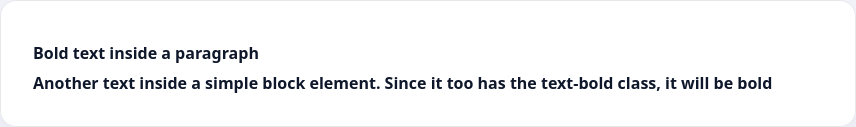 Bold text inside a paragraph
Another text inside a simple block element. Since it too has the text-bold class, it will be bold